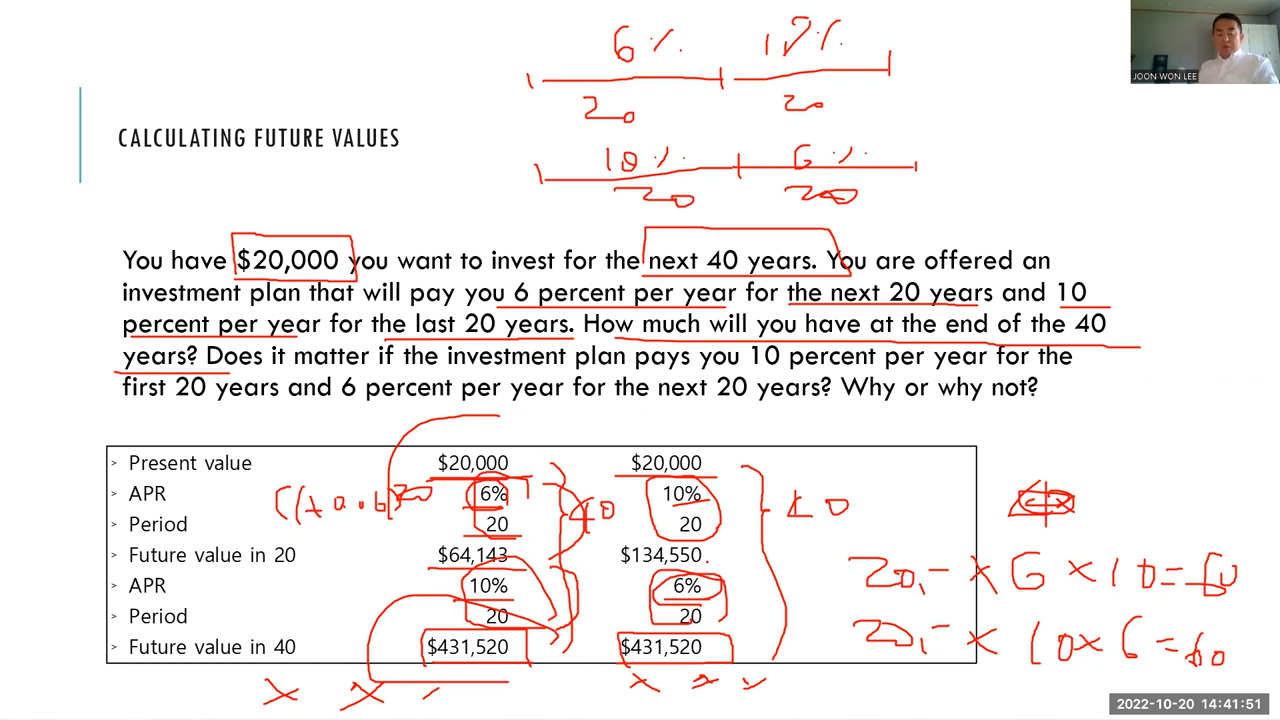 6%. 10%.
20 20
JOON WON LEE
CALCULATING FUTURE VALUES
10%. 6%.
20 20
You have $20,000 you want to invest for the next 40 years. You are offered an
investment plan that will pay you 6 percent per year for the next 20 years and 10
percent per year for the last 20 years. How much will you have at the end of the 40
years? Does it matter if the investment plan pays you 10 percent per year for the
first 20 years and 6 percent per year for the next 20 years? Why or why not?
> Present value $20,000 $20,000
> APR 6% 10%
> Period 20 20
> Future value in 20 $64,143 $134,550
> APR 10% 6%
> Period 20 20
> Future value in 40 $431,520 $431,520
40 40
20,- × 6 × 10 = 60
20,- × 10 × 6 = 60
× × ×
2022-10-20 14:41:51